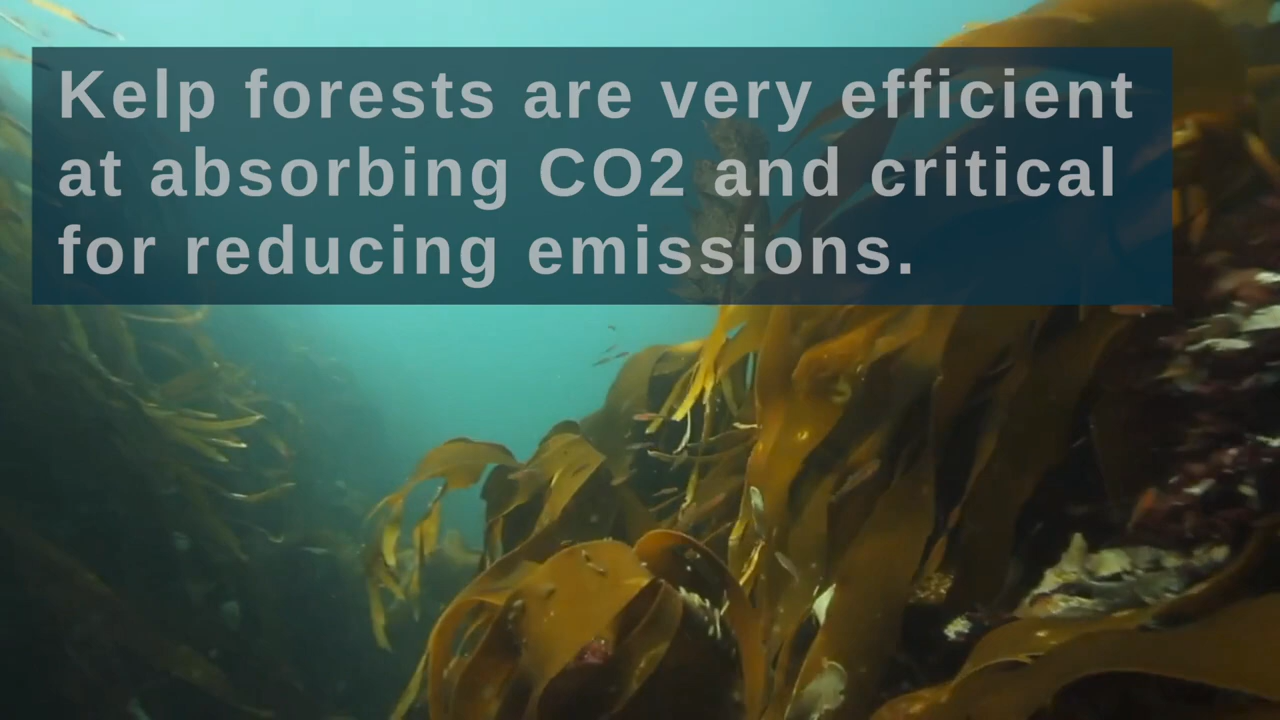 Kelp forests are very efficient
at absorbing CO2 and critical
for reducing emissions.